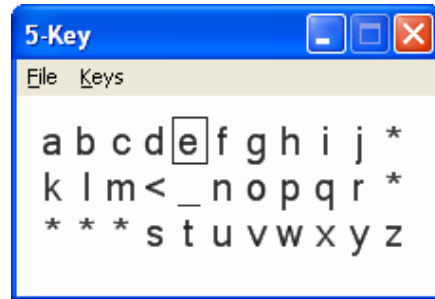 5-Key
File Keys
a b c d e f g h i j *
k l m < _ n o p q r *
* * * s t u v w x y z